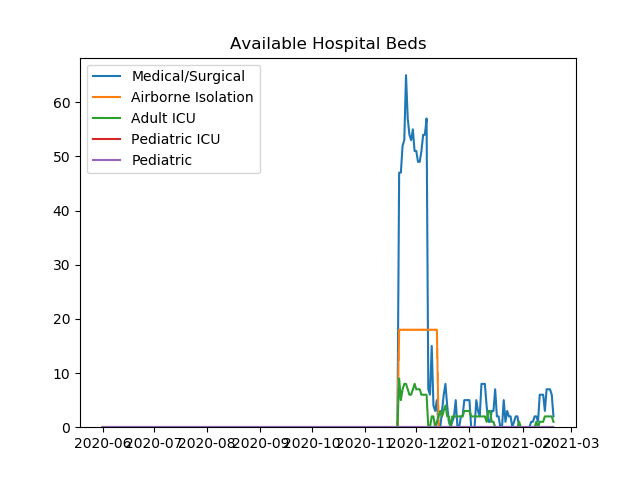 Available Hospital Beds
Medical/Surgical
Airborne Isolation
Adult ICU
Pediatric ICU
Pediatric
60
50
40
30
20
10
0
2020-06 2020-07 2020-08 2020-09 2020-10 2020-11 2020-12 2021-01 2021-02 2021-03